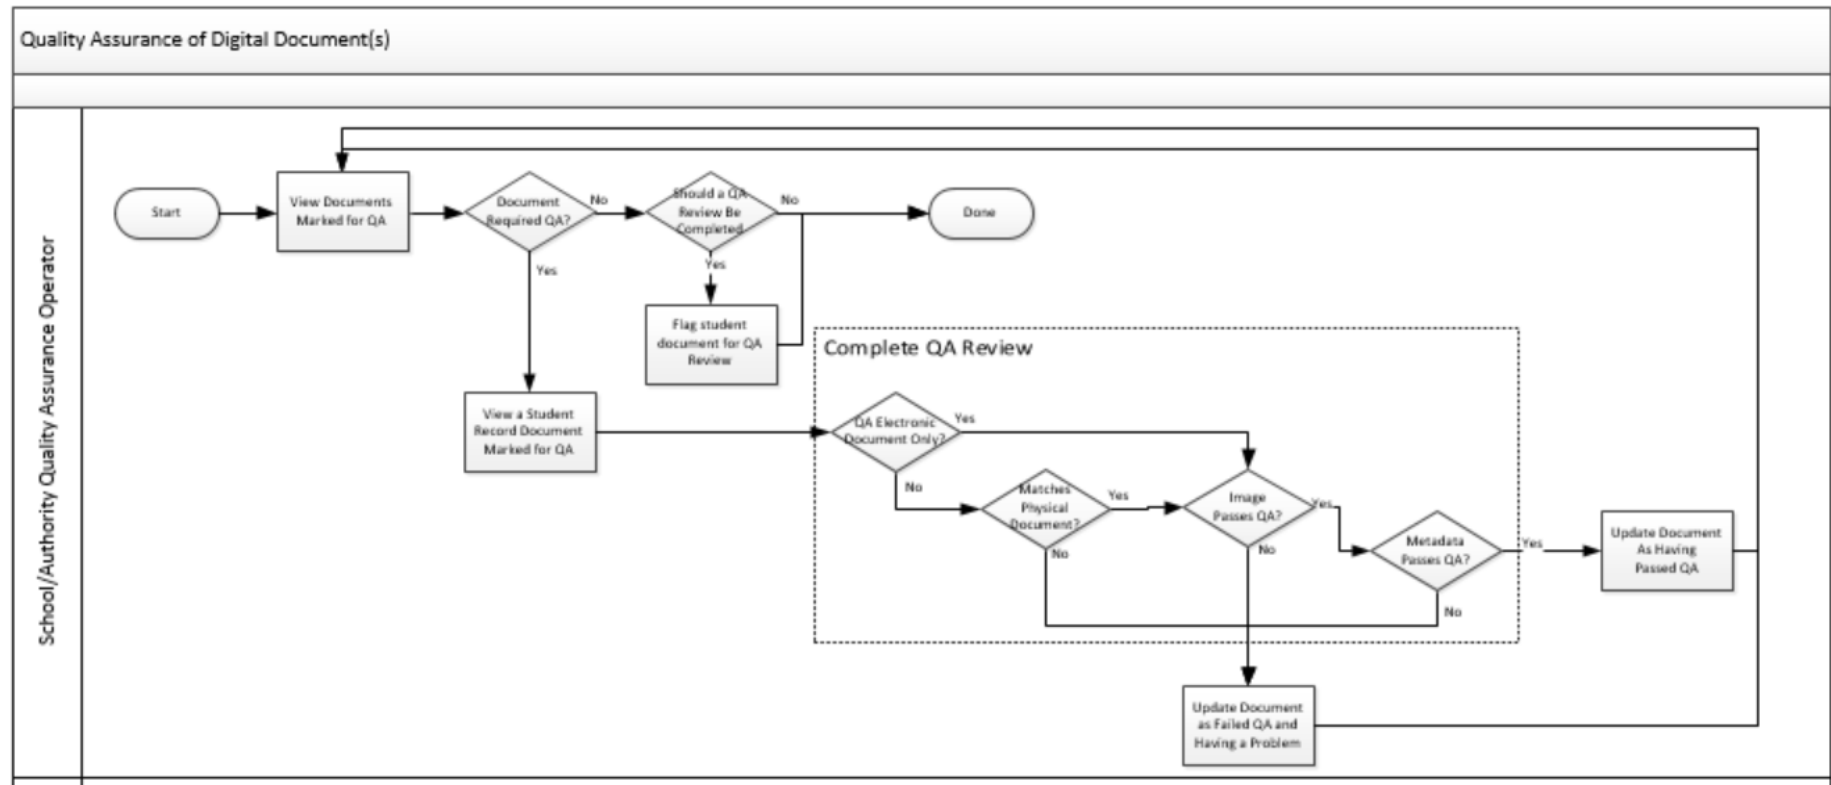 Quality Assurance of Digital Document(s)
School/Authority Quality Assurance Operator
Start
View Documents
Marked for QA
Document
Required QA?
No
Yes
Should a QA
Review Be
Completed
No
Yes
Done
Flag student
document for QA
Review
View a Student
Record Document
Marked for QA
Complete QA Review
QA Electronic
Document Only?
Yes
No
Matches
Physical
Document?
Yes
No
Image
Passes QA?
Yes
No
Metadata
Passes QA?
Yes
No
Update Document
As Having
Passed QA
Update Document
as Failed QA and
Having a Problem